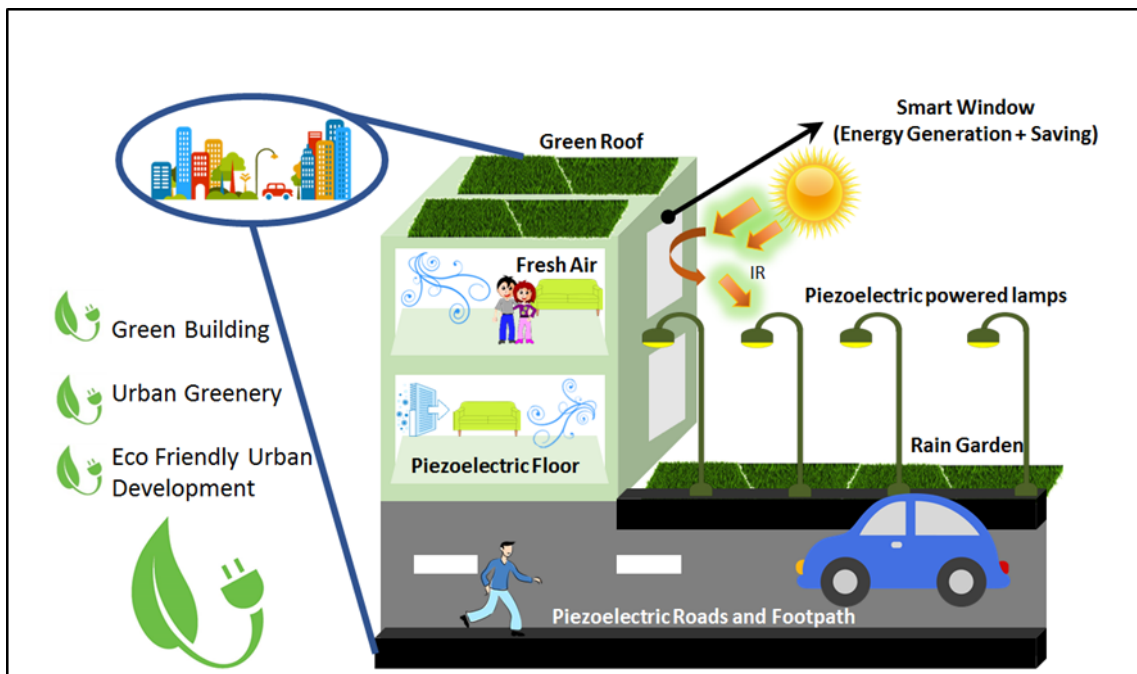 Smart Window
(Energy Generation + Saving)
Green Roof
Fresh Air
IR
Piezoelectric powered lamps
Green Building
Urban Greenery
Eco Friendly Urban
Development
Piezoelectric Floor
Rain Garden
Piezoelectric Roads and Footpath